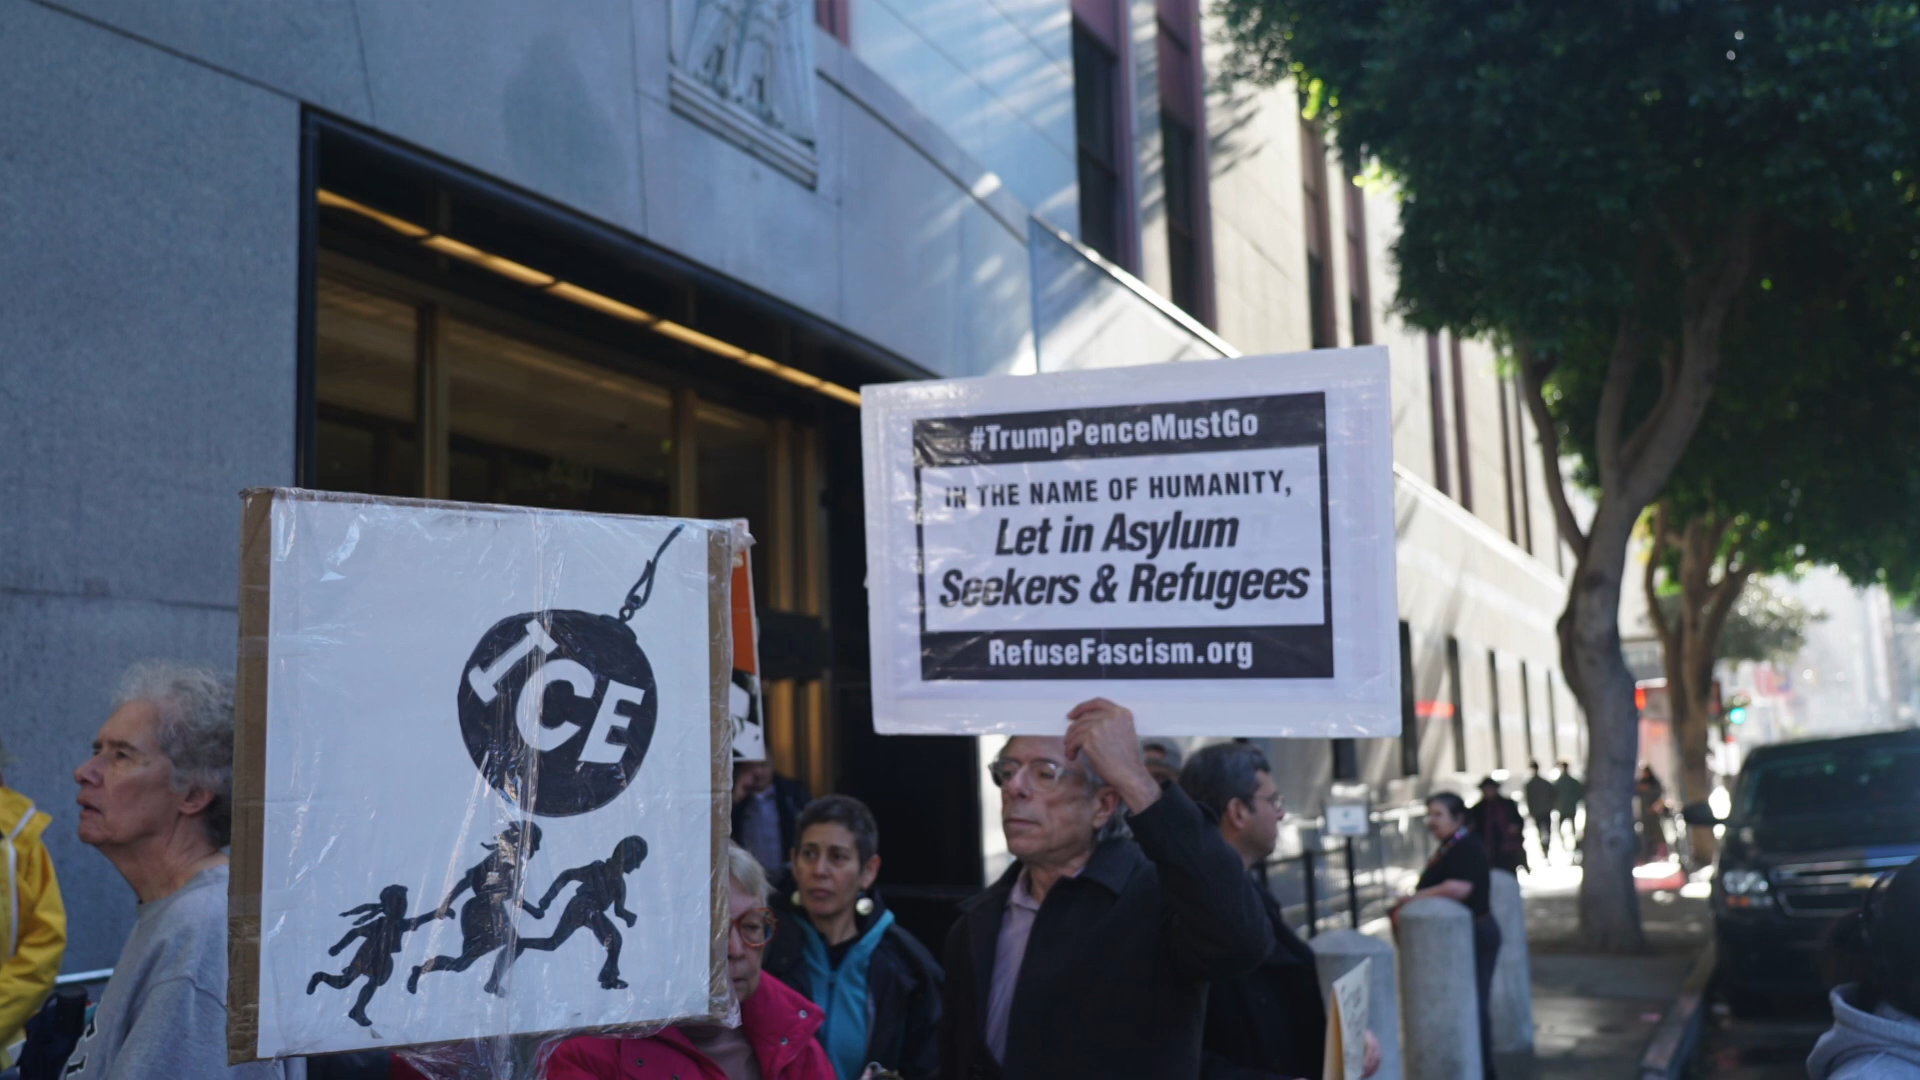 ICE
#TrumpPenceMustGo
IN THE NAME OF HUMANITY,
Let in Asylum
Seekers & Refugees
RefuseFascism.org